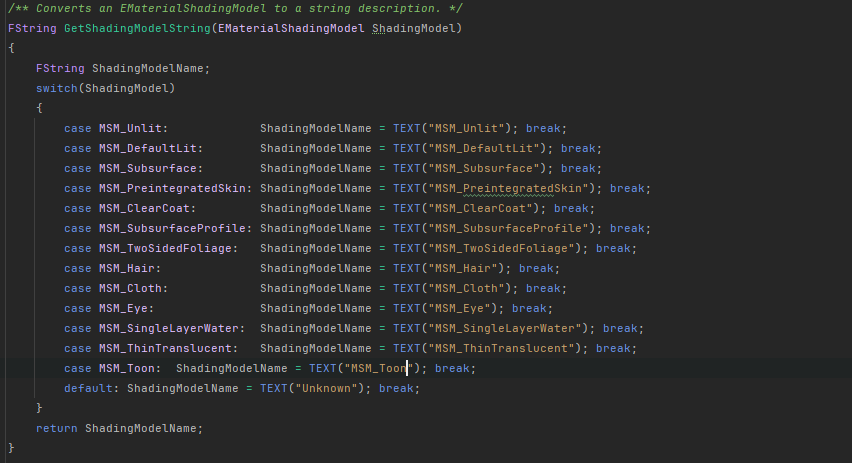 /** Converts an EMaterialShadingModel to a string description. */
FString GetShadingModelString(EMaterialShadingModel ShadingModel)
{
    FString ShadingModelName;
    switch(ShadingModel)
    {
        case MSM_Unlit:             ShadingModelName = TEXT("MSM_Unlit"); break;
        case MSM_DefaultLit:        ShadingModelName = TEXT("MSM_DefaultLit"); break;
        case MSM_Subsurface:        ShadingModelName = TEXT("MSM_Subsurface"); break;
        case MSM_PreintegratedSkin: ShadingModelName = TEXT("MSM_PreintegratedSkin"); break;
        case MSM_ClearCoat:         ShadingModelName = TEXT("MSM_ClearCoat"); break;
        case MSM_SubsurfaceProfile: ShadingModelName = TEXT("MSM_SubsurfaceProfile"); break;
        case MSM_TwoSidedFoliage:   ShadingModelName = TEXT("MSM_TwoSidedFoliage"); break;
        case MSM_Hair:              ShadingModelName = TEXT("MSM_Hair"); break;
        case MSM_Cloth:             ShadingModelName = TEXT("MSM_Cloth"); break;
        case MSM_Eye:               ShadingModelName = TEXT("MSM_Eye"); break;
        case MSM_SingleLayerWater:  ShadingModelName = TEXT("MSM_SingleLayerWater"); break;
        case MSM_ThinTranslucent:   ShadingModelName = TEXT("MSM_ThinTranslucent"); break;
        case MSM_Toon:  ShadingModelName = TEXT("MSM_Toon"); break;
        default: ShadingModelName = TEXT("Unknown"); break;
    }
    return ShadingModelName;
}